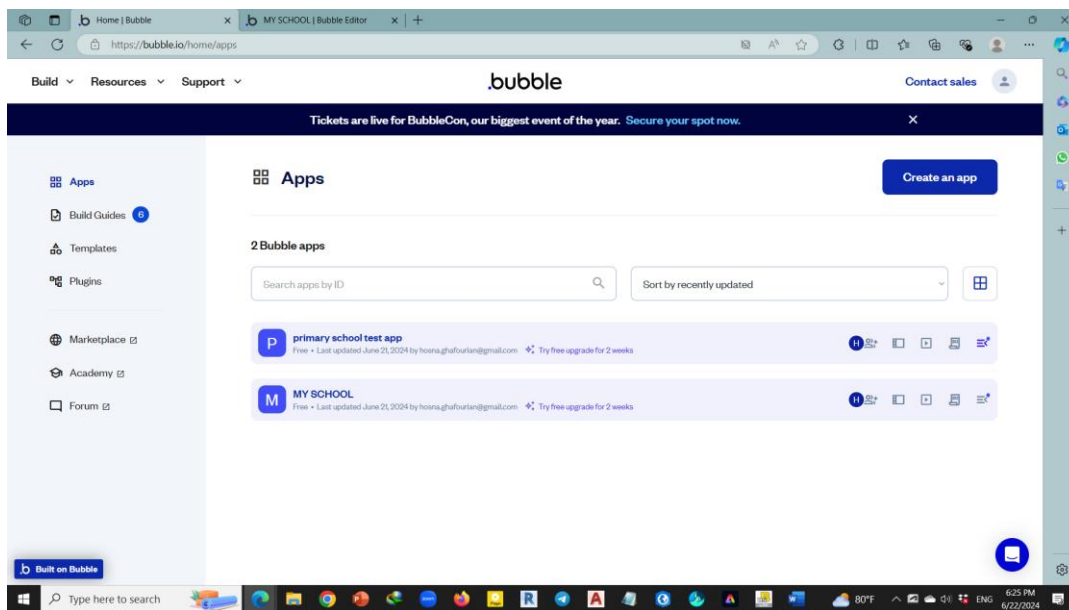 Home | Bubble
MY SCHOOL | Bubble Editor
https://bubble.io/home/apps
Build Resources Support
.bubble
Contact sales
Tickets are live for BubbleCon, our biggest event of the year. Secure your spot now.
Apps
Build Guides 6
Templates
Plugins
Marketplace
Academy
Forum
Apps
Create an app
2 Bubble apps
Search apps by ID
Sort by recently updated
P
primary school test app
Free • Last updated June 21, 2024 by hosna.ghafourian@gmail.com Try free upgrade for 2 weeks
H
M
MY SCHOOL
Free • Last updated June 21, 2024 by hosna.ghafourian@gmail.com Try free upgrade for 2 weeks
H
.b Built on Bubble
Type here to search
80°F
ENG
6:25 PM
6/22/2024